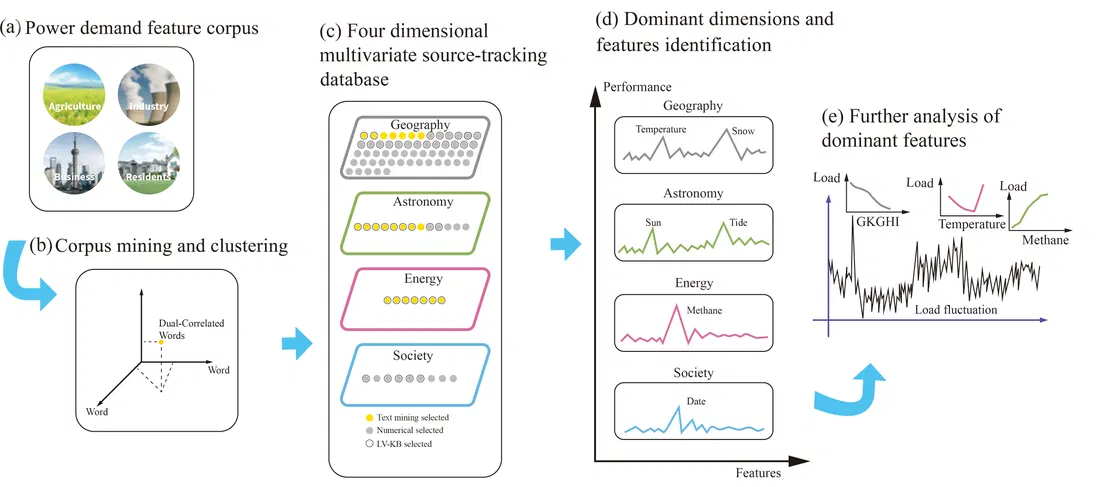 (a) Power demand feature corpus
Agriculture
Industry
Business
Residents
(b) Corpus mining and clustering
Dual-Correlated
Words
Word
Word
(c) Four dimensional
multivariate source-tracking
database
Geography
Astronomy
Energy
Society
Text mining selected
Numerical selected
LV-KB selected
(d) Dominant dimensions and
features identification
Performance
Geography
Temperature
Snow
Astronomy
Sun
Tide
Energy
Methane
Society
Date
Features
(e) Further analysis of
dominant features
Load
GKGHI
Load
Temperature
Load
Methane
Load fluctuation